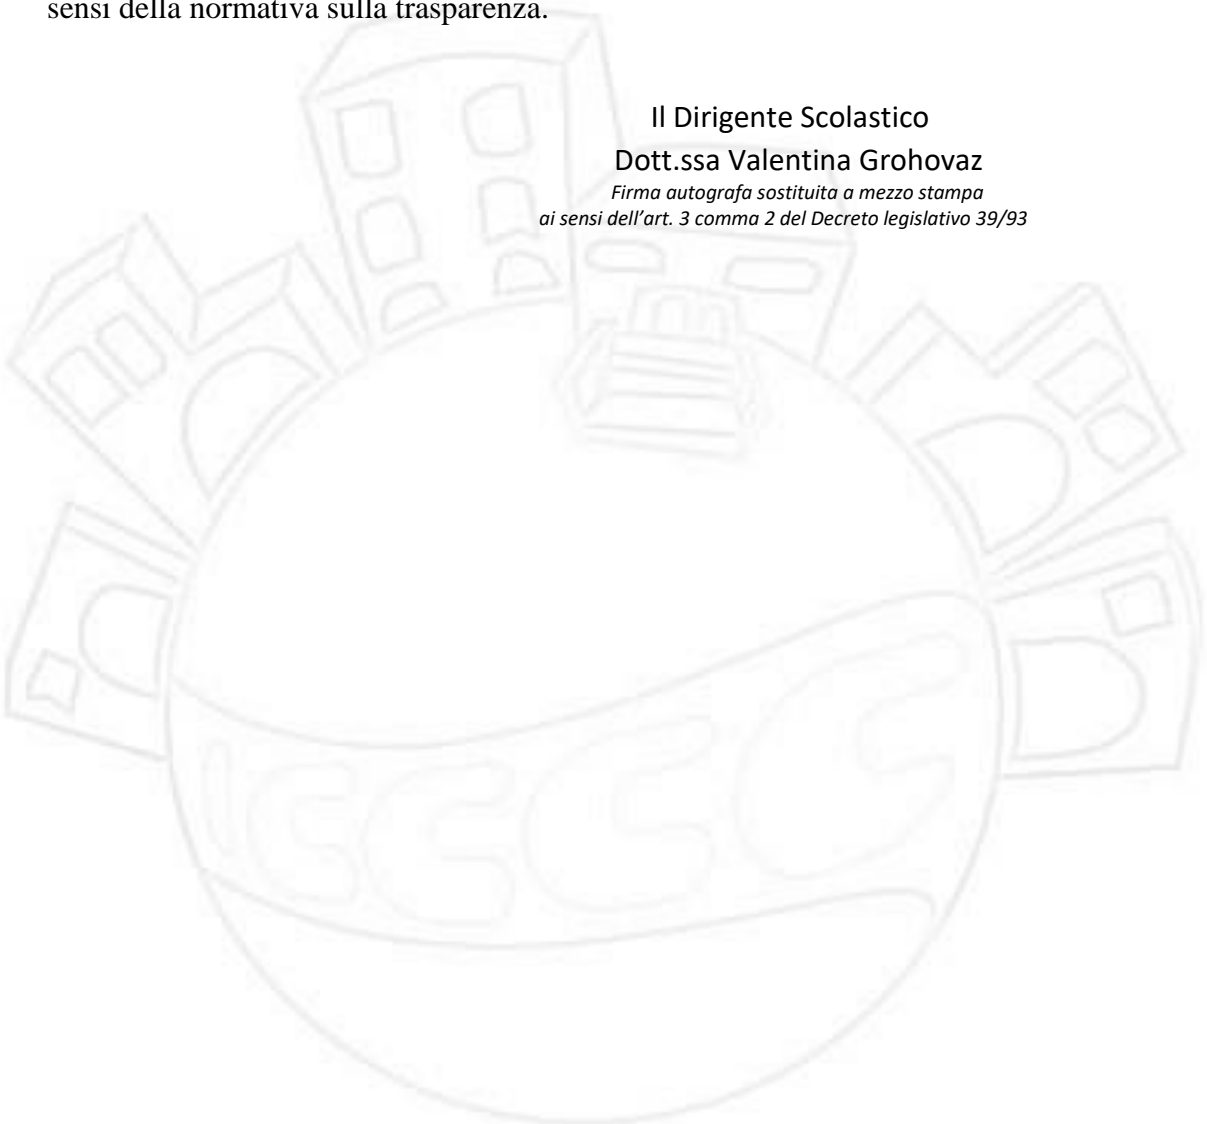 sensi della normativa sulla trasparenza.
Il Dirigente Scolastico
Dott.ssa Valentina Grohovaz
Firma autografa sostituita a mezzo stampa
ai sensi dell'art. 3 comma 2 del Decreto legislativo 39/93